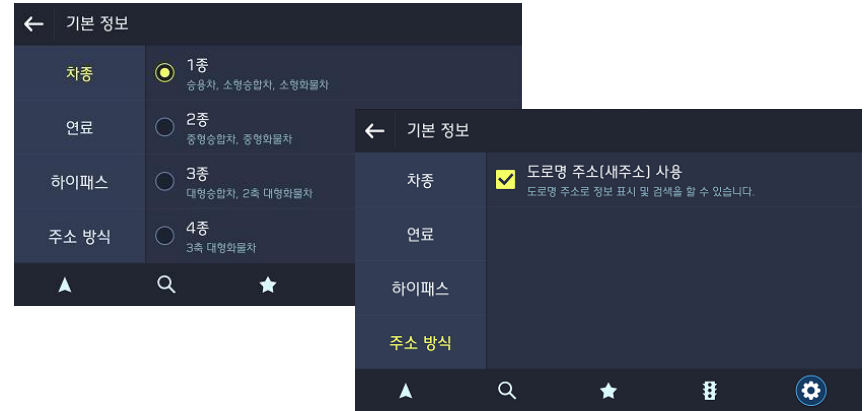 기본 정보
차종
연료
하이패스
주소 방식
1종
승용차, 소형승합차, 소형화물차
2종
중형승합차, 중형화물차
3종
대형승합차, 2축 대형화물차
4종
3축 대형화물차
기본 정보
차종
연료
하이패스
주소 방식
도로명 주소(새주소) 사용
도로명 주소로 정보 표시 및 검색을 할 수 있습니다.